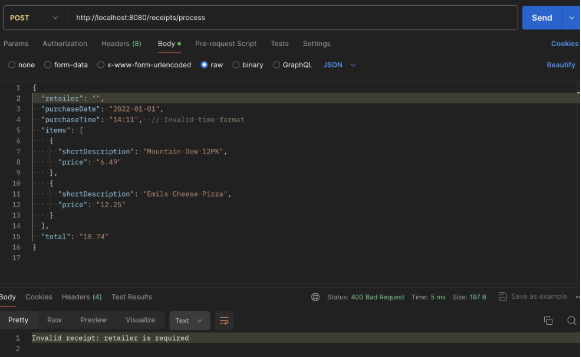 POST http://localhost:8080/receipts/process Send
Params Authorization Headers (8) Body Pre-request Script Tests Settings Cookies
none form-data x-www-form-urlencoded raw binary GraphQL JSON Beautify
1 {
2 "retailer": "",
3 "purchaseDate": "2022-01-01",
4 "purchaseTime": "14:11", // Invalid time format
5 "items": [
6 {
7 "shortDescription": "Mountain Dew 12PK",
8 "price": "6.49"
9 },
10 {
11 "shortDescription": "Emils Cheese Pizza",
12 "price": "12.25"
13 }
14 ],
15 "total": "18.74"
16 }
17
Body Cookies Headers (4) Test Results Status: 400 Bad Request Time: 5 ms Size: 197 B Save as example
Pretty Raw Preview Visualize Text
1 Invalid receipt: retailer is required
2